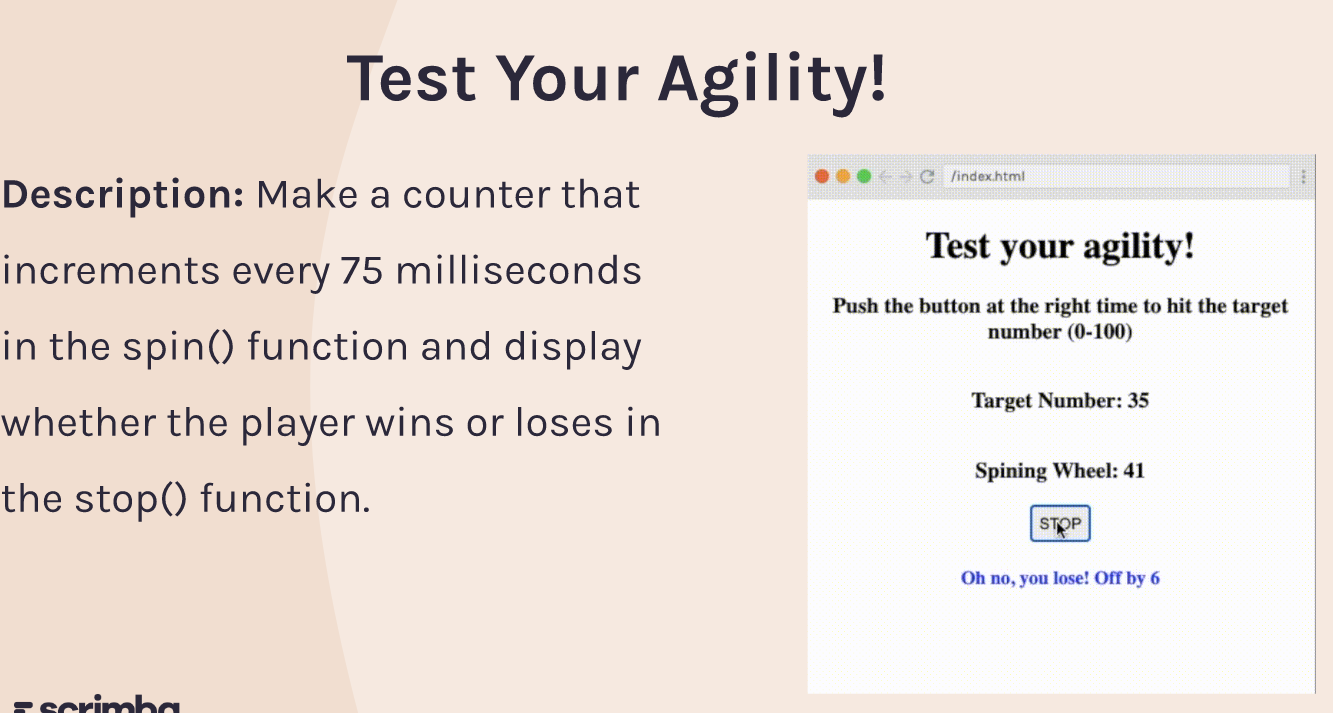 Test Your Agility!
Description: Make a counter that
increments every 75 milliseconds
in the spin() function and display
whether the player wins or loses in
the stop() function.
/index.html
Test your agility!
Push the button at the right time to hit the target
number (0-100)
Target Number: 35
Spining Wheel: 41
STOP
Oh no, you lose! Off by 6
scrimba